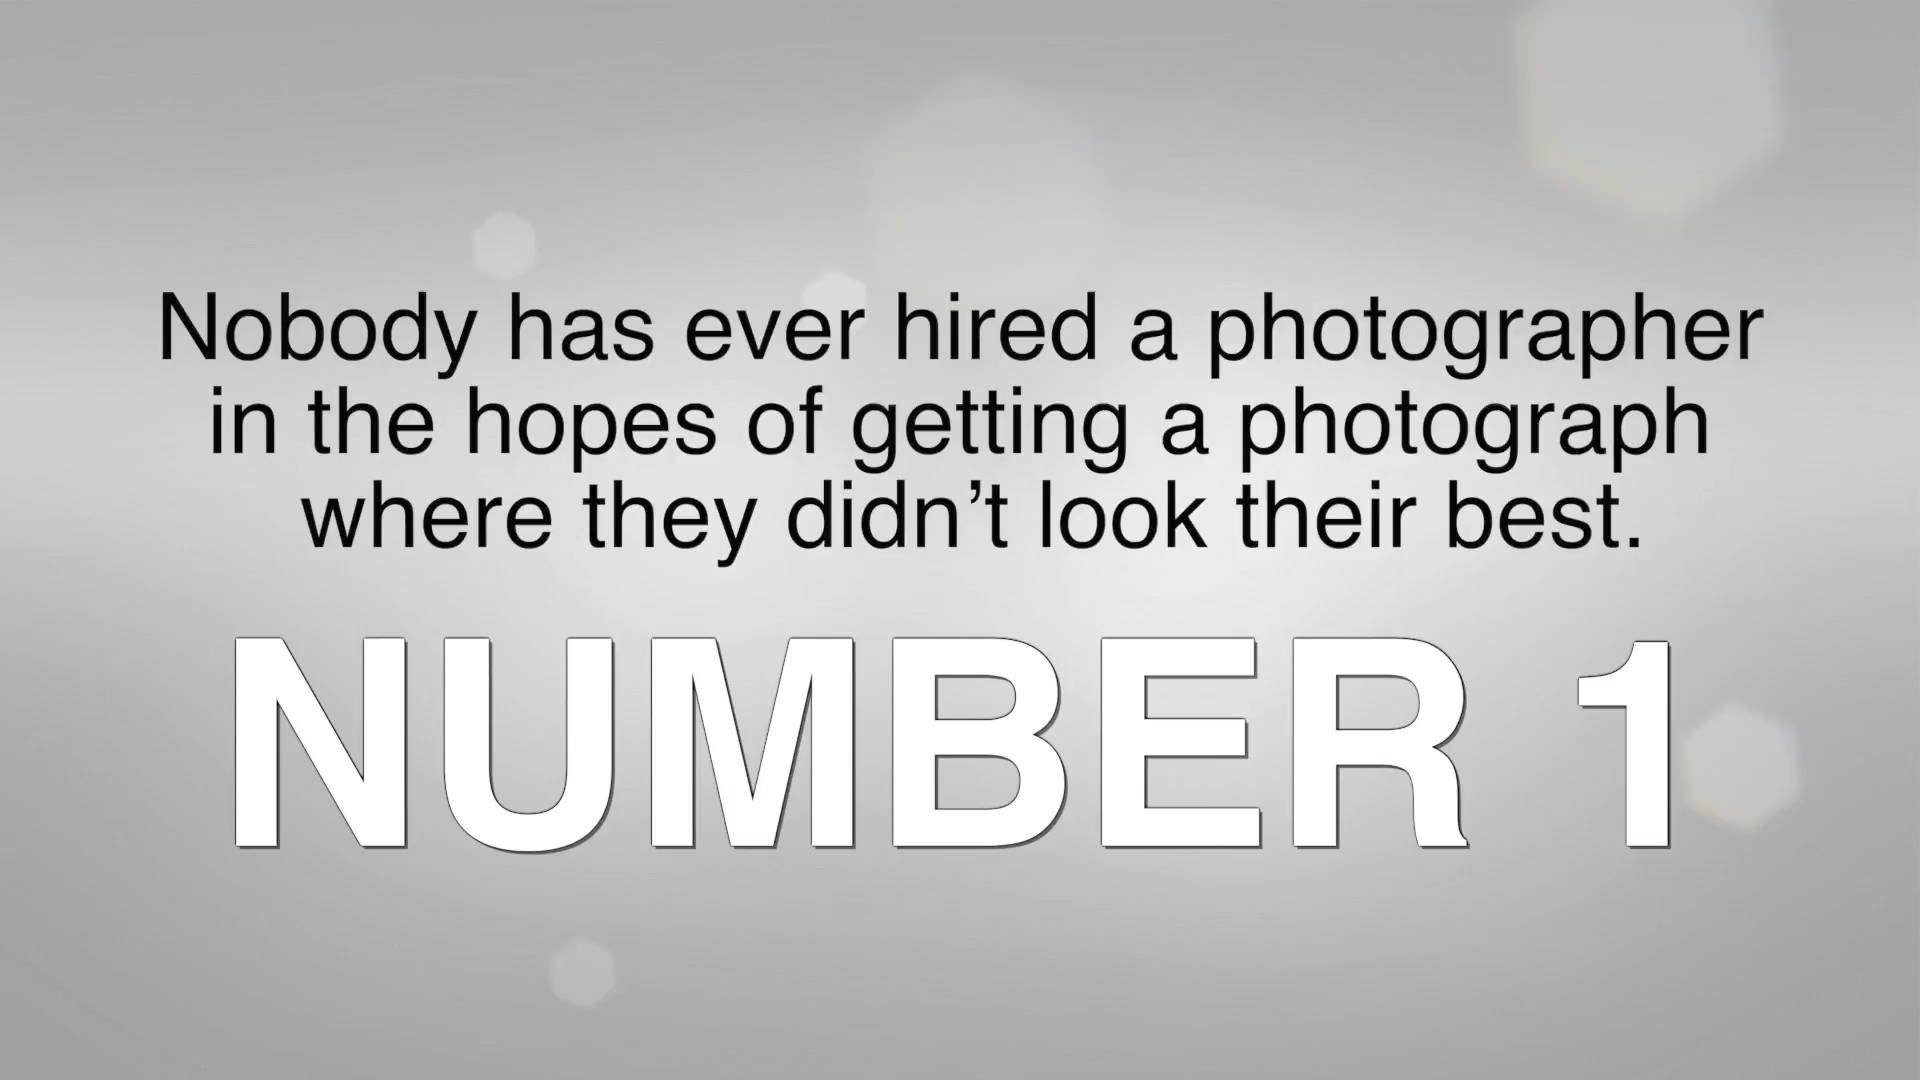 Nobody has ever hired a photographer
in the hopes of getting a photograph
where they didn’t look their best.
NUMBER 1